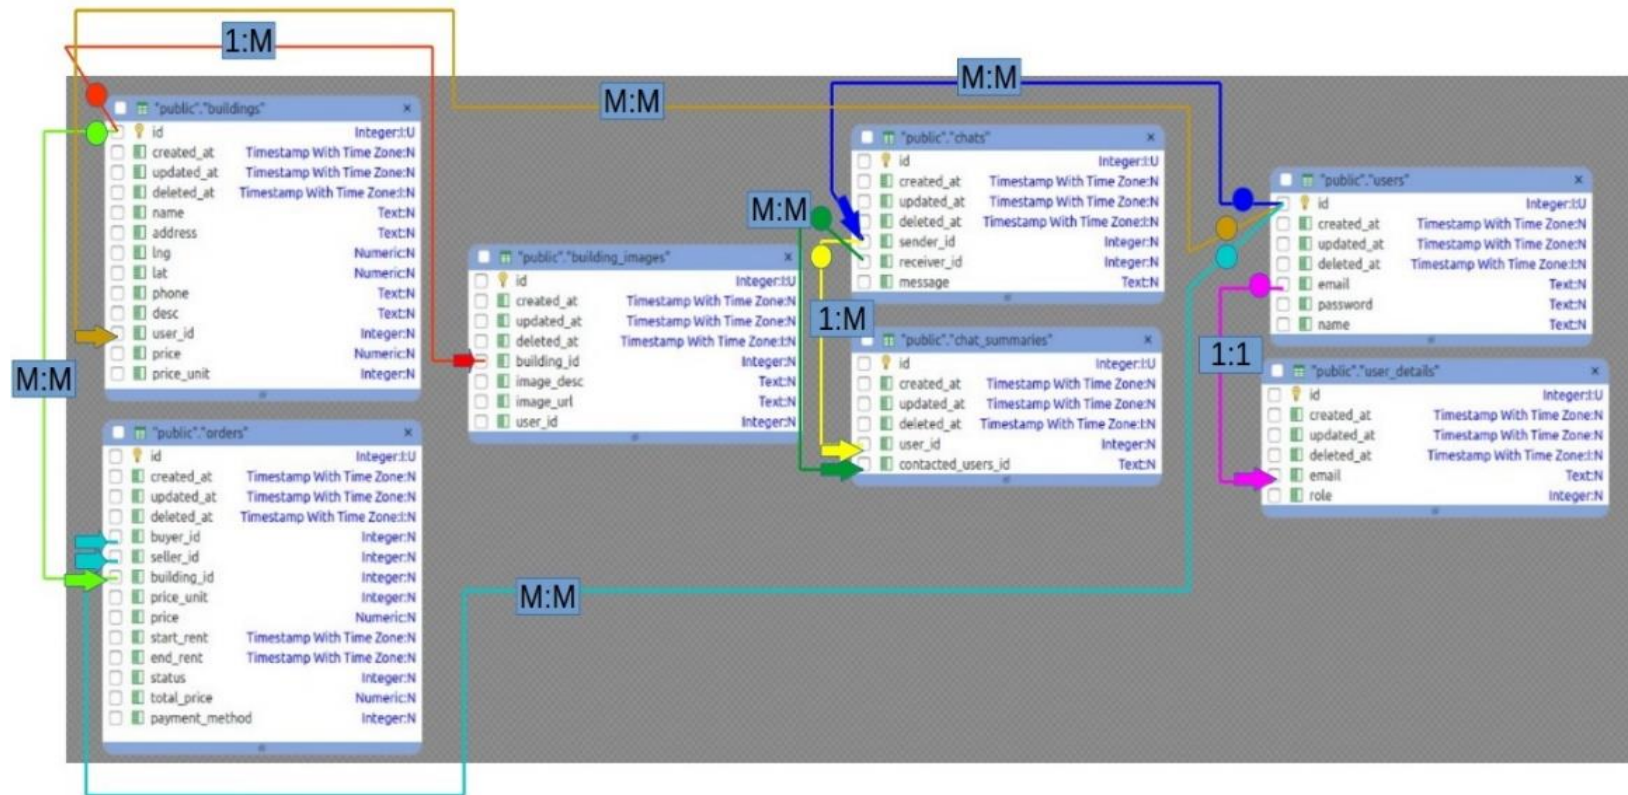 1:M
M:M
M:M
"public"."buildings" ×
id Integer:I:U
created_at Timestamp With Time Zone:N
updated_at Timestamp With Time Zone:N
deleted_at Timestamp With Time Zone:I:N
name Text:N
address Text:N
lng Numeric:N
lat Numeric:N
phone Text:N
desc Text:N
user_id Integer:N
price Numeric:N
price_unit Integer:N
M:M
"public"."orders" ×
id Integer:I:U
created_at Timestamp With Time Zone:N
updated_at Timestamp With Time Zone:N
deleted_at Timestamp With Time Zone:I:N
buyer_id Integer:N
seller_id Integer:N
building_id Integer:N
price_unit Integer:N
price Numeric:N
start_rent Timestamp With Time Zone:N
end_rent Timestamp With Time Zone:N
status Integer:N
total_price Numeric:N
payment_method Integer:N
"public"."building_images" ×
id Integer:I:U
created_at Timestamp With Time Zone:N
updated_at Timestamp With Time Zone:N
deleted_at Timestamp With Time Zone:I:N
building_id Integer:N
image_desc Text:N
image_url Text:N
user_id Integer:N
M:M
M:M
"public"."chats" ×
id Integer:I:U
created_at Timestamp With Time Zone:N
updated_at Timestamp With Time Zone:N
deleted_at Timestamp With Time Zone:I:N
sender_id Integer:N
receiver_id Integer:N
message Text:N
1:M
"public"."chat_summaries" ×
id Integer:I:U
created_at Timestamp With Time Zone:N
updated_at Timestamp With Time Zone:N
deleted_at Timestamp With Time Zone:I:N
user_id Integer:N
contacted_users_id Text:N
"public"."users" ×
id Integer:I:U
created_at Timestamp With Time Zone:N
updated_at Timestamp With Time Zone:N
deleted_at Timestamp With Time Zone:I:N
email Text:N
password Text:N
name Text:N
1:1
"public"."user_details" ×
id Integer:I:U
created_at Timestamp With Time Zone:N
updated_at Timestamp With Time Zone:N
deleted_at Timestamp With Time Zone:I:N
email Text:N
role Integer:N